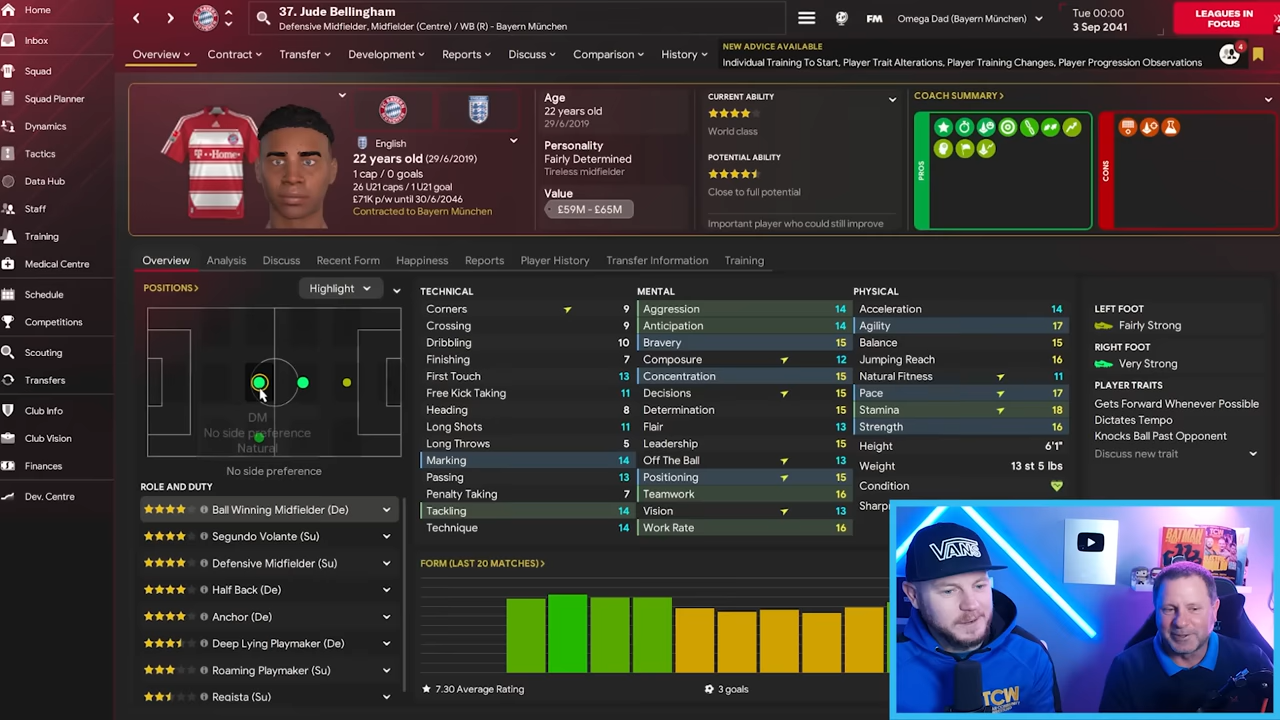 Home
Inbox
Squad
Squad Planner
Dynamics
Tactics
Data Hub
Staff
Training
Medical Centre
Schedule
Competitions
Scouting
Transfers
Club Info
Club Vision
Finances
Dev. Centre
37. Jude Bellingham
Defensive Midfielder, Midfielder (Centre) / WB (R) - Bayern München
FM
Omega Dad (Bayern München)
Tue 00:00
3 Sep 2041
LEAGUES IN
FOCUS
Overview
Contract
Transfer
Development
Reports
Discuss
Comparison
History
NEW ADVICE AVAILABLE
Individual Training To Start, Player Trait Alterations, Player Training Changes, Player Progression Observations
4
T··Home·
English
22 years old (29/6/2019)
1 cap / 0 goals
26 U21 caps / 1 U21 goal
£71K p/w until 30/6/2046
Contracted to Bayern München
Age
22 years old
29/6/2019
Personality
Fairly Determined
Tireless midfielder
Value
£59M - £65M
CURRENT ABILITY
World class
POTENTIAL ABILITY
Close to full potential
Important player who could still improve
COACH SUMMARY
PROS
CONS
Overview
Analysis
Discuss
Recent Form
Happiness
Reports
Player History
Transfer Information
Training
POSITIONS
Highlight
DM
No side preference
Natural
No side preference
ROLE AND DUTY
Ball Winning Midfielder (De)
Segundo Volante (Su)
Defensive Midfielder (Su)
Half Back (De)
Anchor (De)
Deep Lying Playmaker (De)
Roaming Playmaker (Su)
Regista (Su)
TECHNICAL
Corners 9
Crossing 9
Dribbling 10
Finishing 7
First Touch 13
Free Kick Taking 11
Heading 8
Long Shots 11
Long Throws 5
Marking 14
Passing 13
Penalty Taking 7
Tackling 14
Technique 14
MENTAL
Aggression 14
Anticipation 14
Bravery 15
Composure 12
Concentration 15
Decisions 15
Determination 15
Flair 13
Leadership 15
Off The Ball 13
Positioning 15
Teamwork 16
Vision 13
Work Rate 16
PHYSICAL
Acceleration 14
Agility 17
Balance 15
Jumping Reach 16
Natural Fitness 11
Pace 17
Stamina 18
Strength 16
Height 6'1"
Weight 13 st 5 lbs
Condition
Sharp
LEFT FOOT
Fairly Strong
RIGHT FOOT
Very Strong
PLAYER TRAITS
Gets Forward Whenever Possible
Dictates Tempo
Knocks Ball Past Opponent
Discuss new trait
FORM (LAST 20 MATCHES)
7.30 Average Rating
3 goals
VANS
BATMAN
TCW